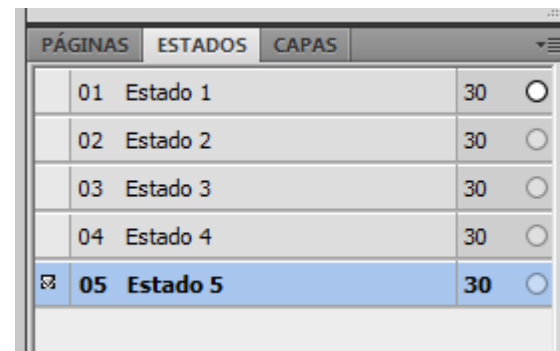 PÁGINAS ESTADOS CAPAS
01 Estado 1 30
02 Estado 2 30
03 Estado 3 30
04 Estado 4 30
05 Estado 5 30